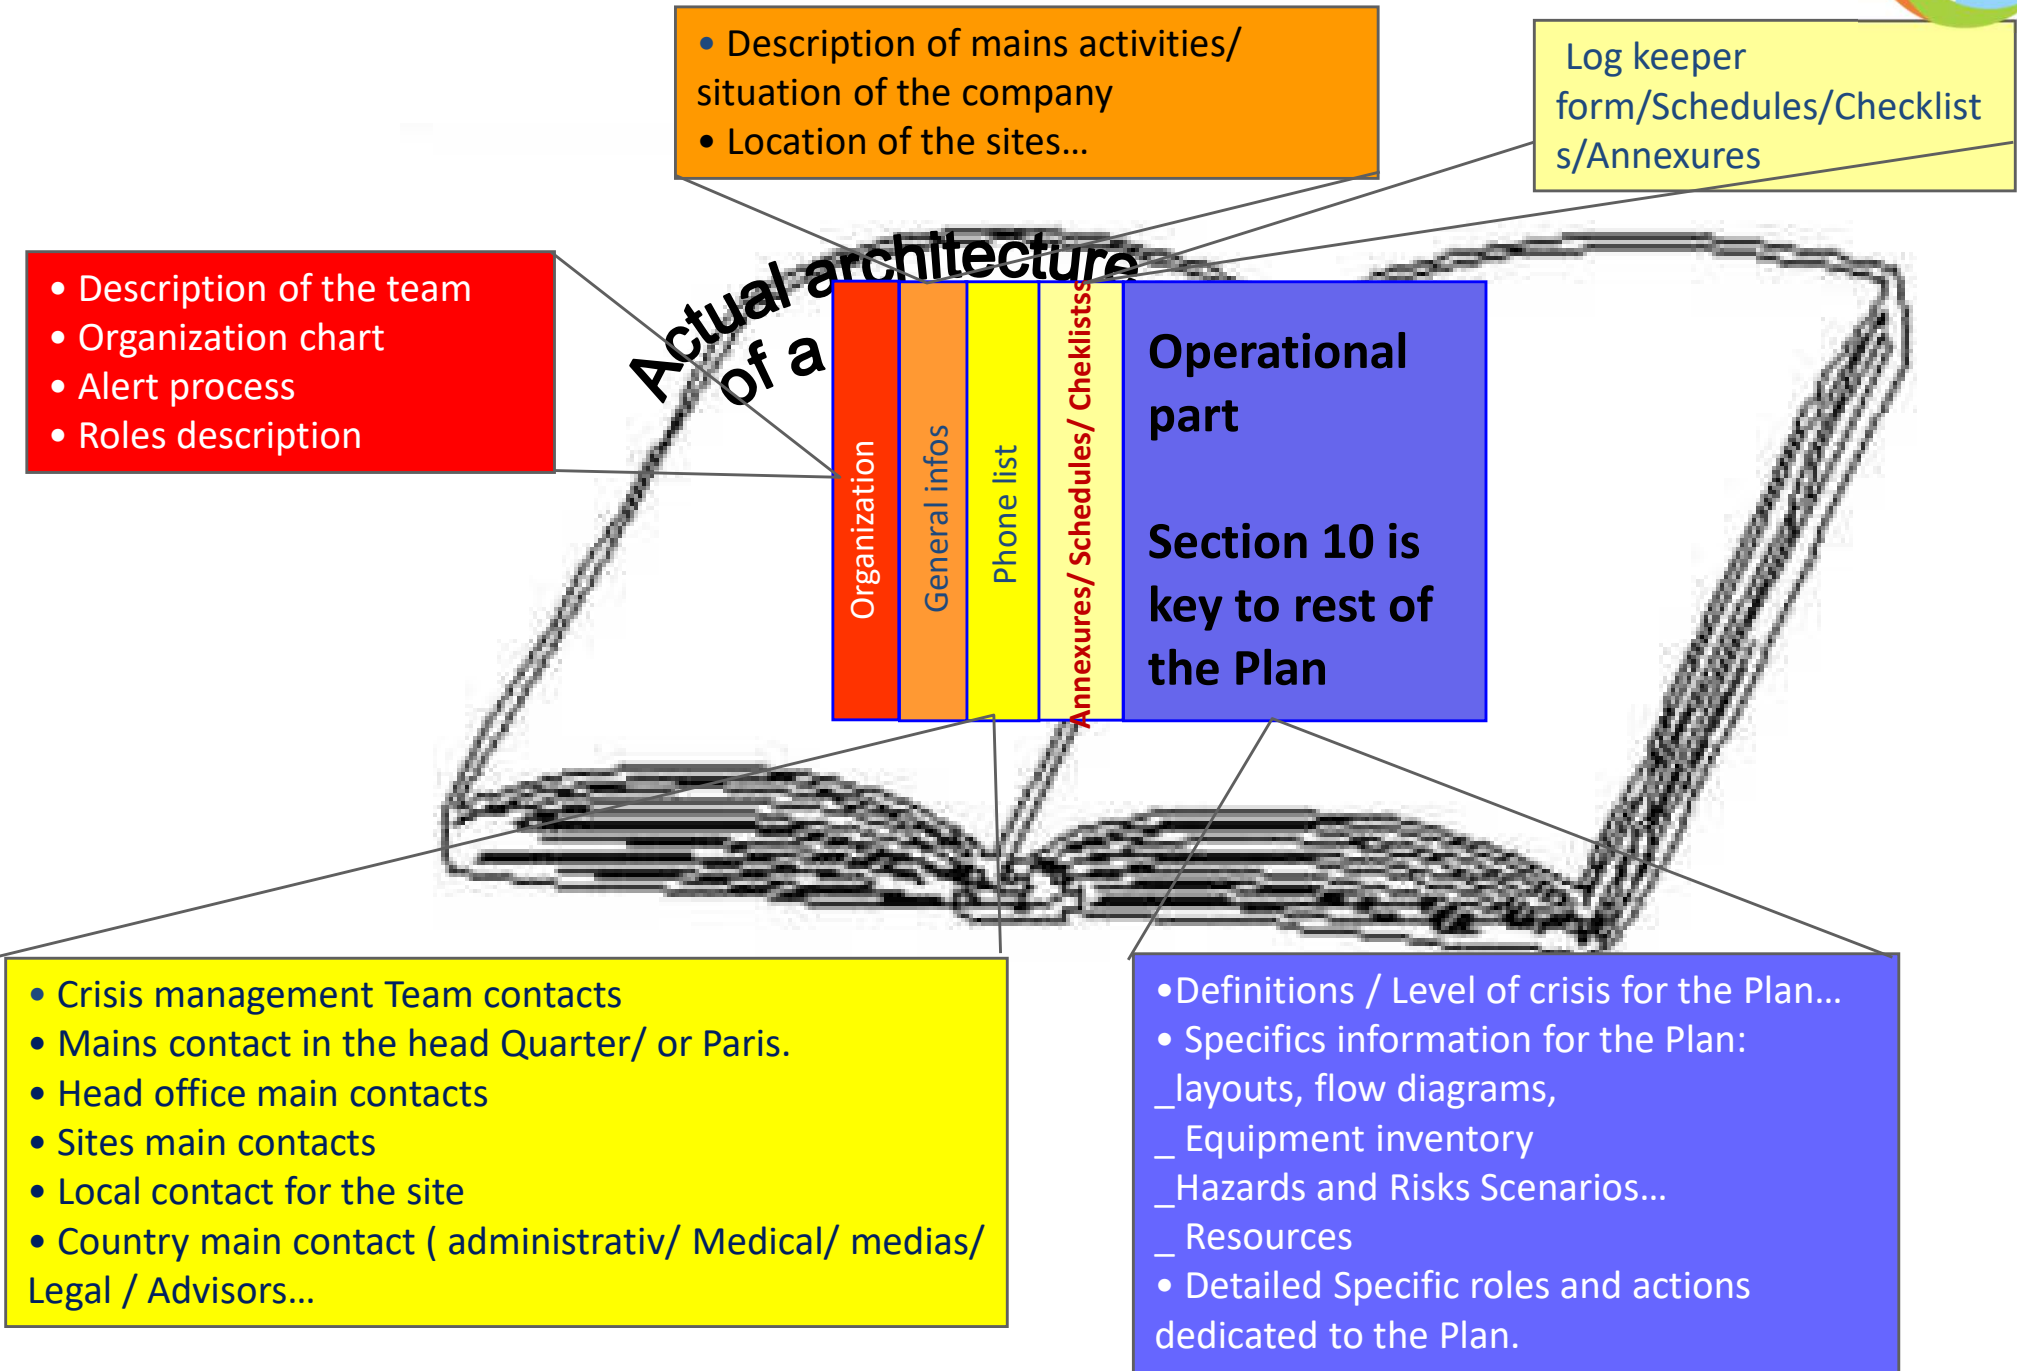 • Description of mains activities/
situation of the company
• Location of the sites...
Log keeper
form/Schedules/Checklist
s/Annexures
Actual architecture
of a
• Description of the team
• Organization chart
• Alert process
• Roles description
Organization
General infos
Phone list
Annexures/ Schedules/ Cheklistss
Operational
part
Section 10 is
key to rest of
the Plan
• Crisis management Team contacts
• Mains contact in the head Quarter/ or Paris.
• Head office main contacts
• Sites main contacts
• Local contact for the site
• Country main contact ( administrativ/ Medical/ medias/
Legal / Advisors...
•Definitions / Level of crisis for the Plan...
• Specifics information for the Plan:
_layouts, flow diagrams,
_ Equipment inventory
_Hazards and Risks Scenarios...
_ Resources
• Detailed Specific roles and actions
dedicated to the Plan.